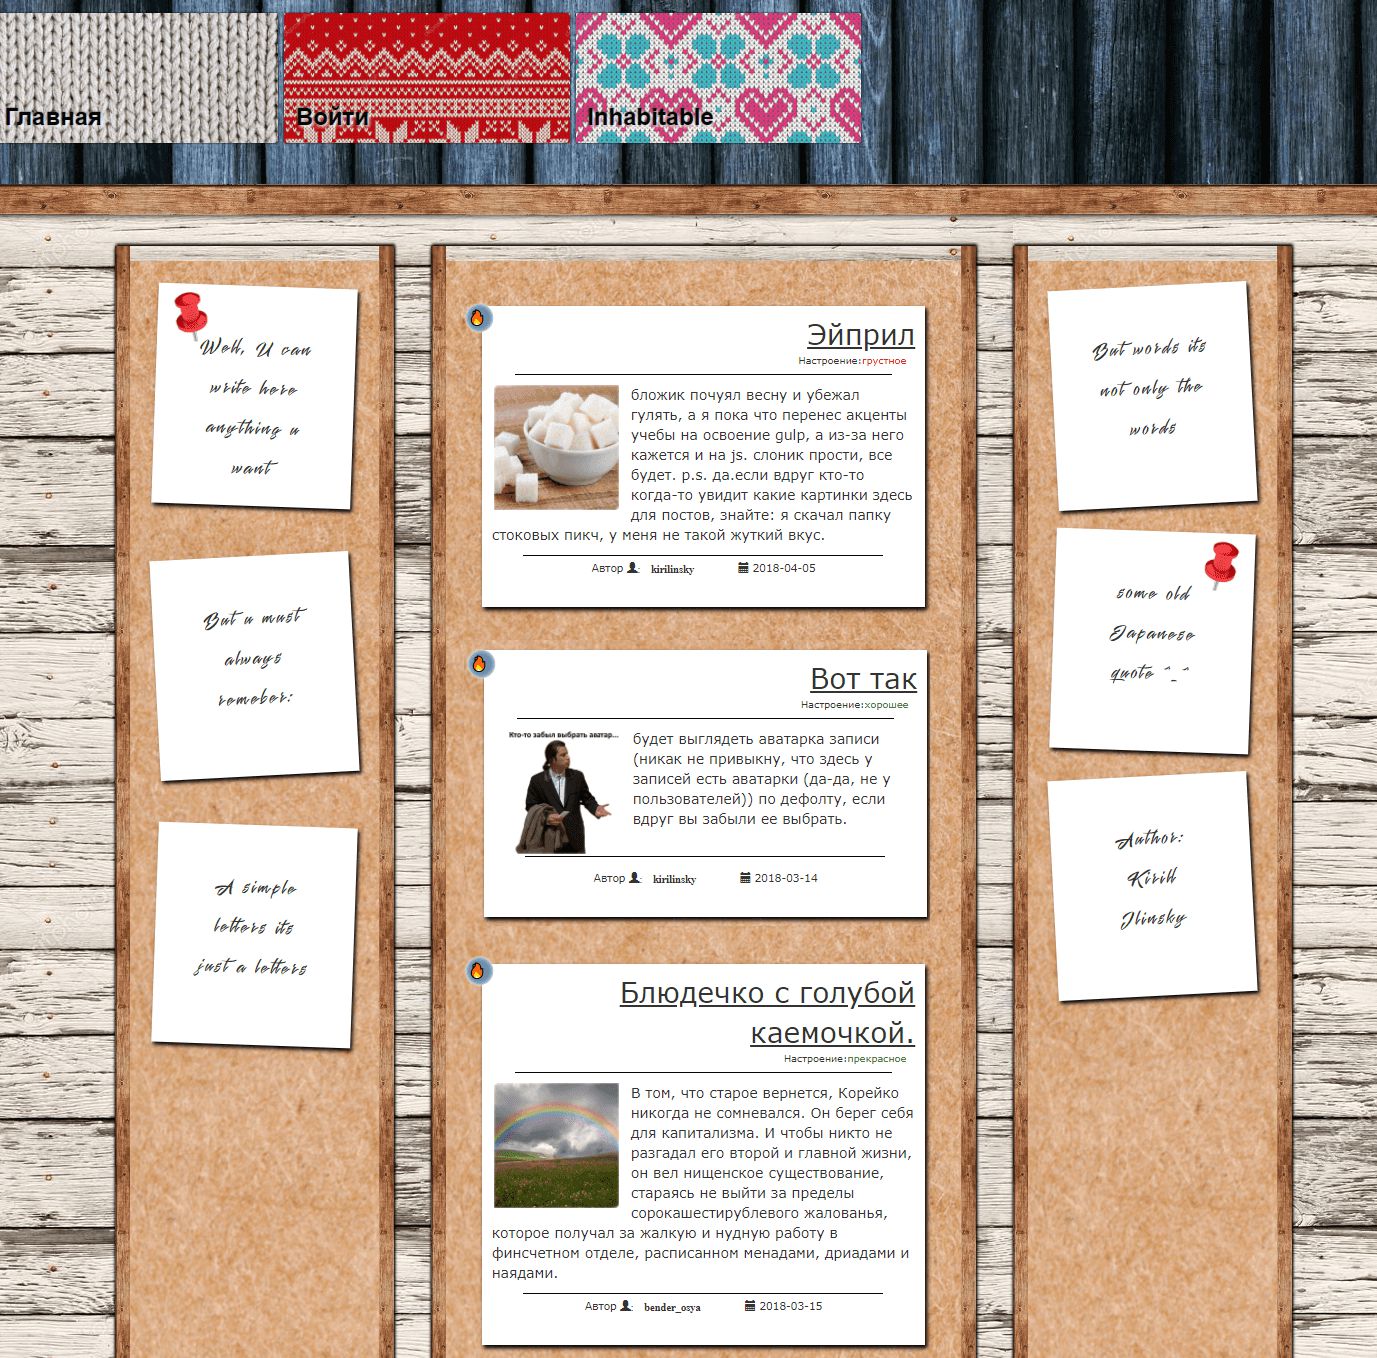 Главная
Войти
Inhabitable
Well, U can
write here
anything u
want
But u must
always
remeber:
A simple
letters its
just a letters
Эйприл
Настроение:грустное
бложик почуял весну и убежал
гулять, а я пока что перенес акценты
учебы на освоение gulp, а из-за него
кажется и на js. слоник прости, все
будет. p.s. да.если вдруг кто-то
когда-то увидит какие картинки здесь
для постов, знайте: я скачал папку
стоковых пикч, у меня не такой жуткий вкус.
Автор : kirilinsky 2018-04-05
Вот так
Настроение:хорошее
Кто-то забыл выбрать аватар...
будет выглядеть аватарка записи
(никак не привыкну, что здесь у
записей есть аватарки (да-да, не у
пользователей)) по дефолту, если
вдруг вы забыли ее выбрать.
Автор : kirilinsky 2018-03-14
Блюдечко с голубой
каемочкой.
Настроение:прекрасное
В том, что старое вернется, Корейко
никогда не сомневался. Он берег себя
для капитализма. И чтобы никто не
разгадал его второй и главной жизни,
он вел нищенское существование,
стараясь не выйти за пределы
сорокашестирублевого жалованья,
которое получал за жалкую и нудную работу в
финсчетном отделе, расписанном менадами, дриадами и
наядами.
Автор : bender_osya 2018-03-15
But words its
not only the
words
some old
Japanese
quote ^_^
Author:
Kirill
Ilinsky